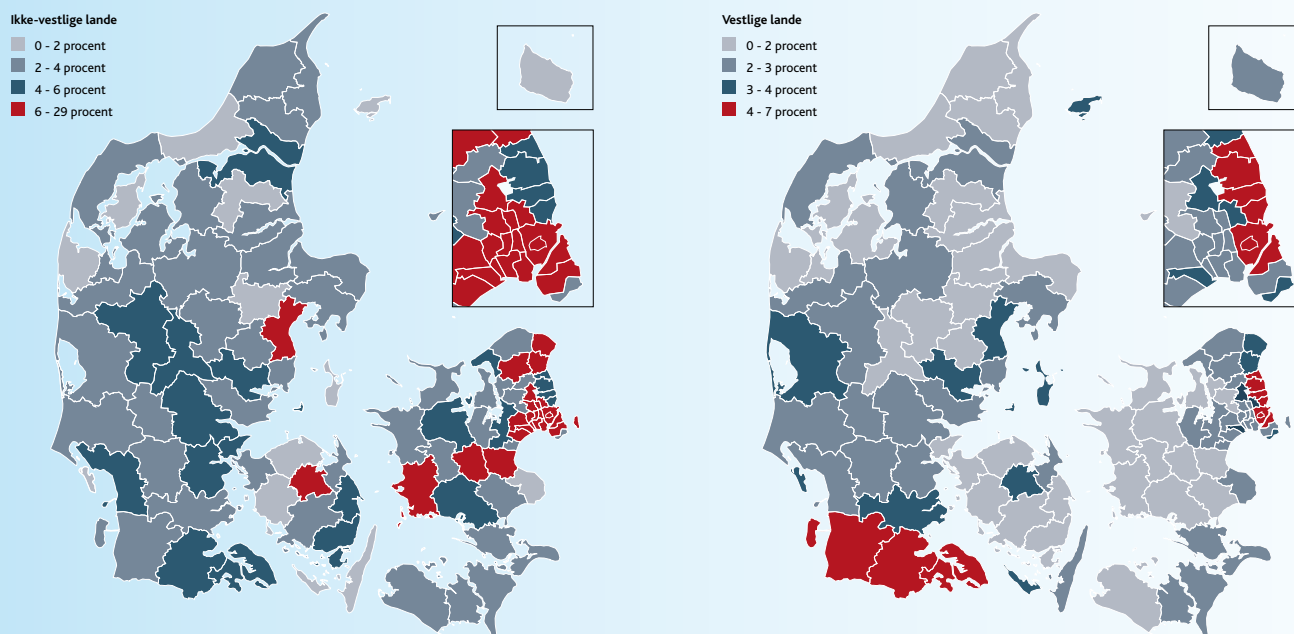 Ikke-vestlige lande
0 - 2 procent
2 - 4 procent
4 - 6 procent
6 - 29 procent
Vestlige lande
0 - 2 procent
2 - 3 procent
3 - 4 procent
4 - 7 procent